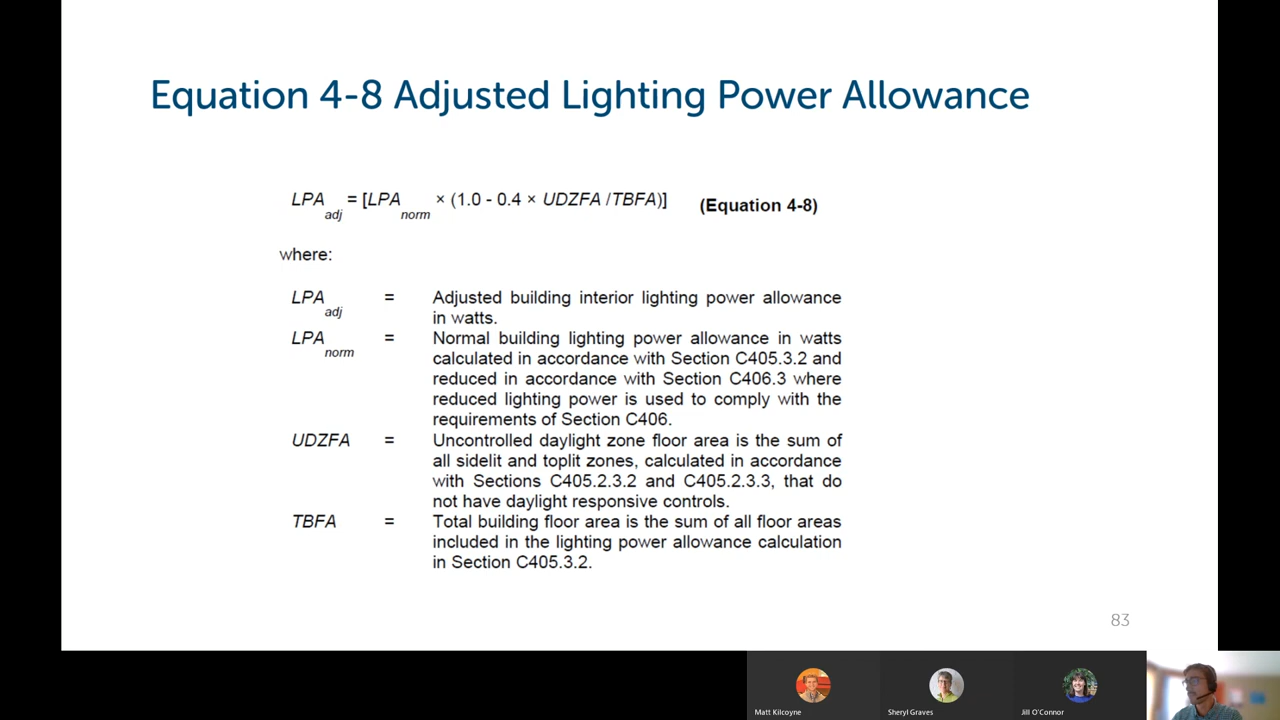 Equation 4-8 Adjusted Lighting Power Allowance
LPA adj = [LPA norm × (1.0 - 0.4 × UDZFA /TBFA)] (Equation 4-8)
where:
LPA adj = Adjusted building interior lighting power allowance
in watts.
LPA norm = Normal building lighting power allowance in watts
calculated in accordance with Section C405.3.2 and
reduced in accordance with Section C406.3 where
reduced lighting power is used to comply with the
requirements of Section C406.
UDZFA = Uncontrolled daylight zone floor area is the sum of
all sidelit and toplit zones, calculated in accordance
with Sections C405.2.3.2 and C405.2.3.3, that do
not have daylight responsive controls.
TBFA = Total building floor area is the sum of all floor areas
included in the lighting power allowance calculation
in Section C405.3.2.
83
Matt Kilcoyne
Sheryl Graves
Jill O'Connor